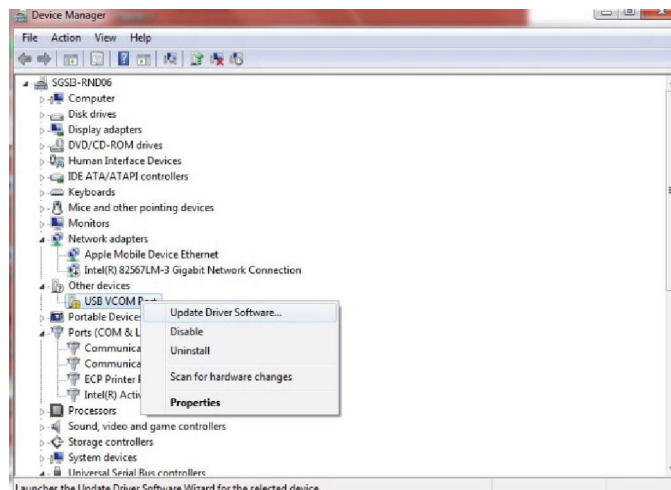 Device Manager
File Action View Help
SGSI3-RND06
Computer
Disk drives
Display adapters
DVD/CD-ROM drives
Human Interface Devices
IDE ATA/ATAPI controllers
Keyboards
Mice and other pointing devices
Monitors
Network adapters
Apple Mobile Device Ethernet
Intel(R) 82567LM-3 Gigabit Network Connection
Other devices
USB VCOM Port
Update Driver Software...
Portable Devices
Disable
Ports (COM & L
Communica
Uninstall
Communica
ECP Printer
Scan for hardware changes
Intel(R) Acti
Properties
Processors
Sound, video and game controllers
Storage controllers
System devices
Universal Serial Bus controllers
Launches the Update Driver Software Wizard for the selected device.